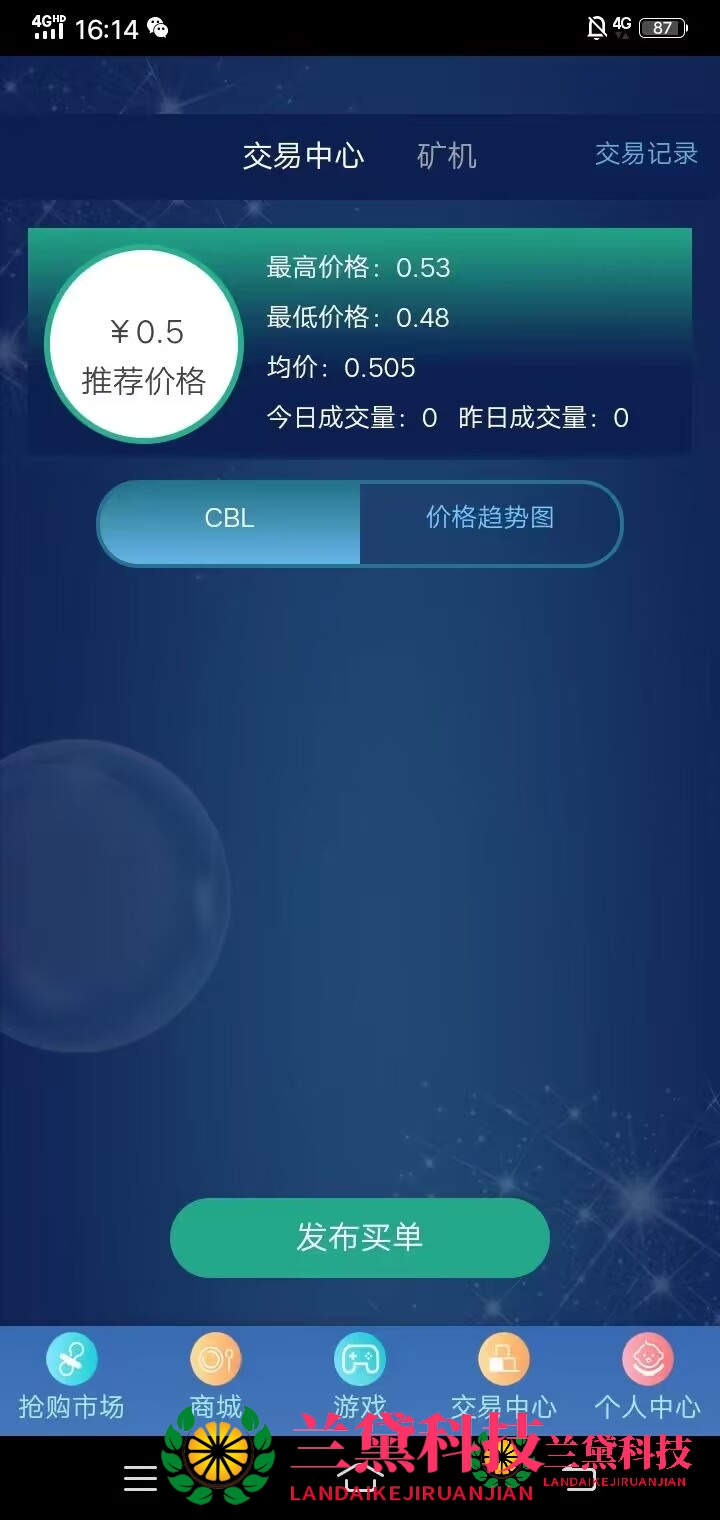 4GHD 16:14 4G 87
交易中心 矿机 交易记录
最高价格：0.53
¥0.5
最低价格：0.48
推荐价格
均价：0.505
今日成交量：0 昨日成交量：0
CBL 价格趋势图
发布买单
抢购市场 商城 游戏 交易中心 个人中心
兰黛科技 兰黛科技
LANDAIKEJIRUANJIAN LANDAIKEJIRUANJIAN